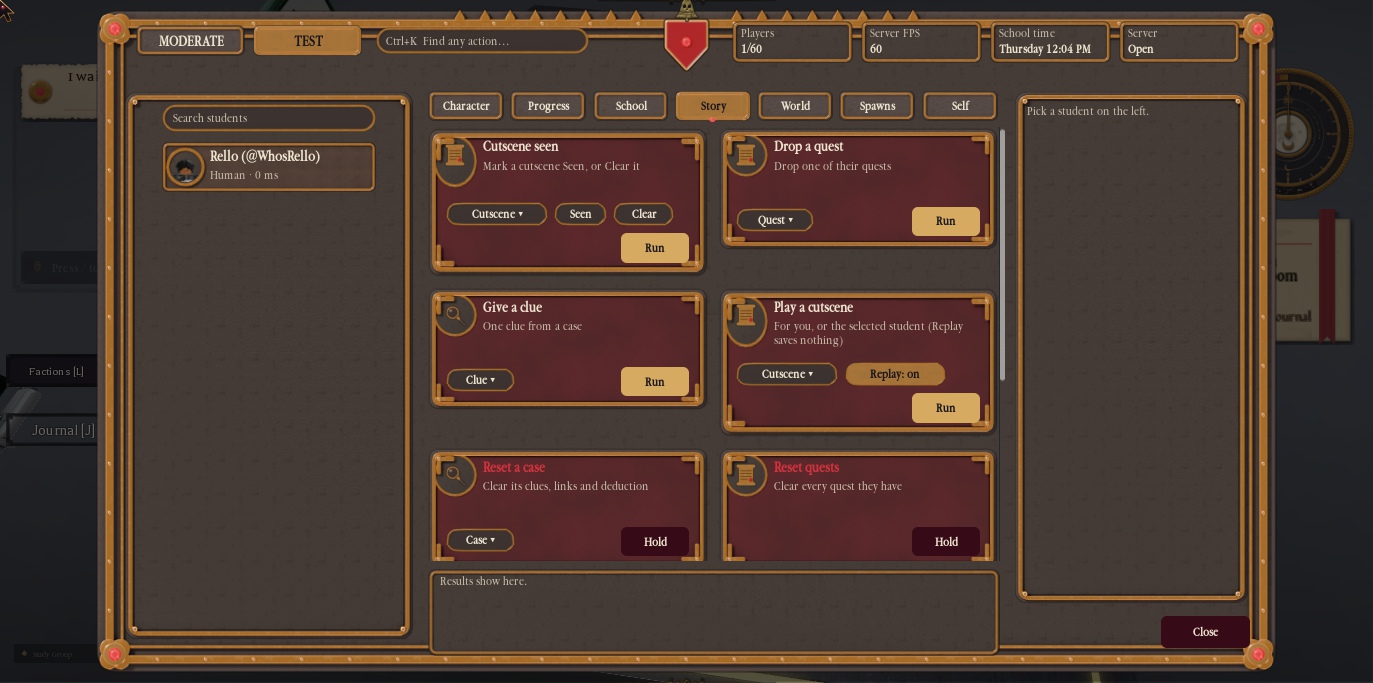 MODERATE
TEST
Ctrl+K Find any action...
Players
1/60
Server FPS
60
School time
Thursday 12:04 PM
Server
Open
I wai
Search students
Rello (@WhosRello)
Human · 0 ms
Character
Progress
School
Story
World
Spawns
Self
Cutscene seen
Mark a cutscene Seen, or Clear it
Cutscene ▾
Seen
Clear
Run
Drop a quest
Drop one of their quests
Quest ▾
Run
Give a clue
One clue from a case
Clue ▾
Run
Play a cutscene
For you, or the selected student (Replay
saves nothing)
Cutscene ▾
Replay: on
Run
Reset a case
Clear its clues, links and deduction
Case ▾
Hold
Reset quests
Clear every quest they have
Hold
Results show here.
Pick a student on the left.
Close
Press
Factions [L]
Journal [J]
Study Group
oom
ournal